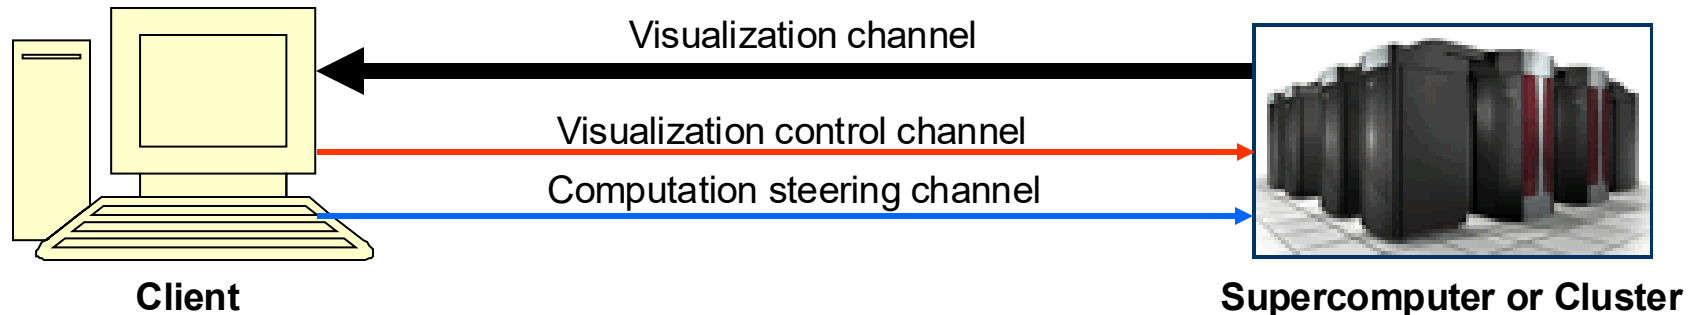 Visualization channel
Visualization control channel
Computation steering channel
Client
Supercomputer or Cluster